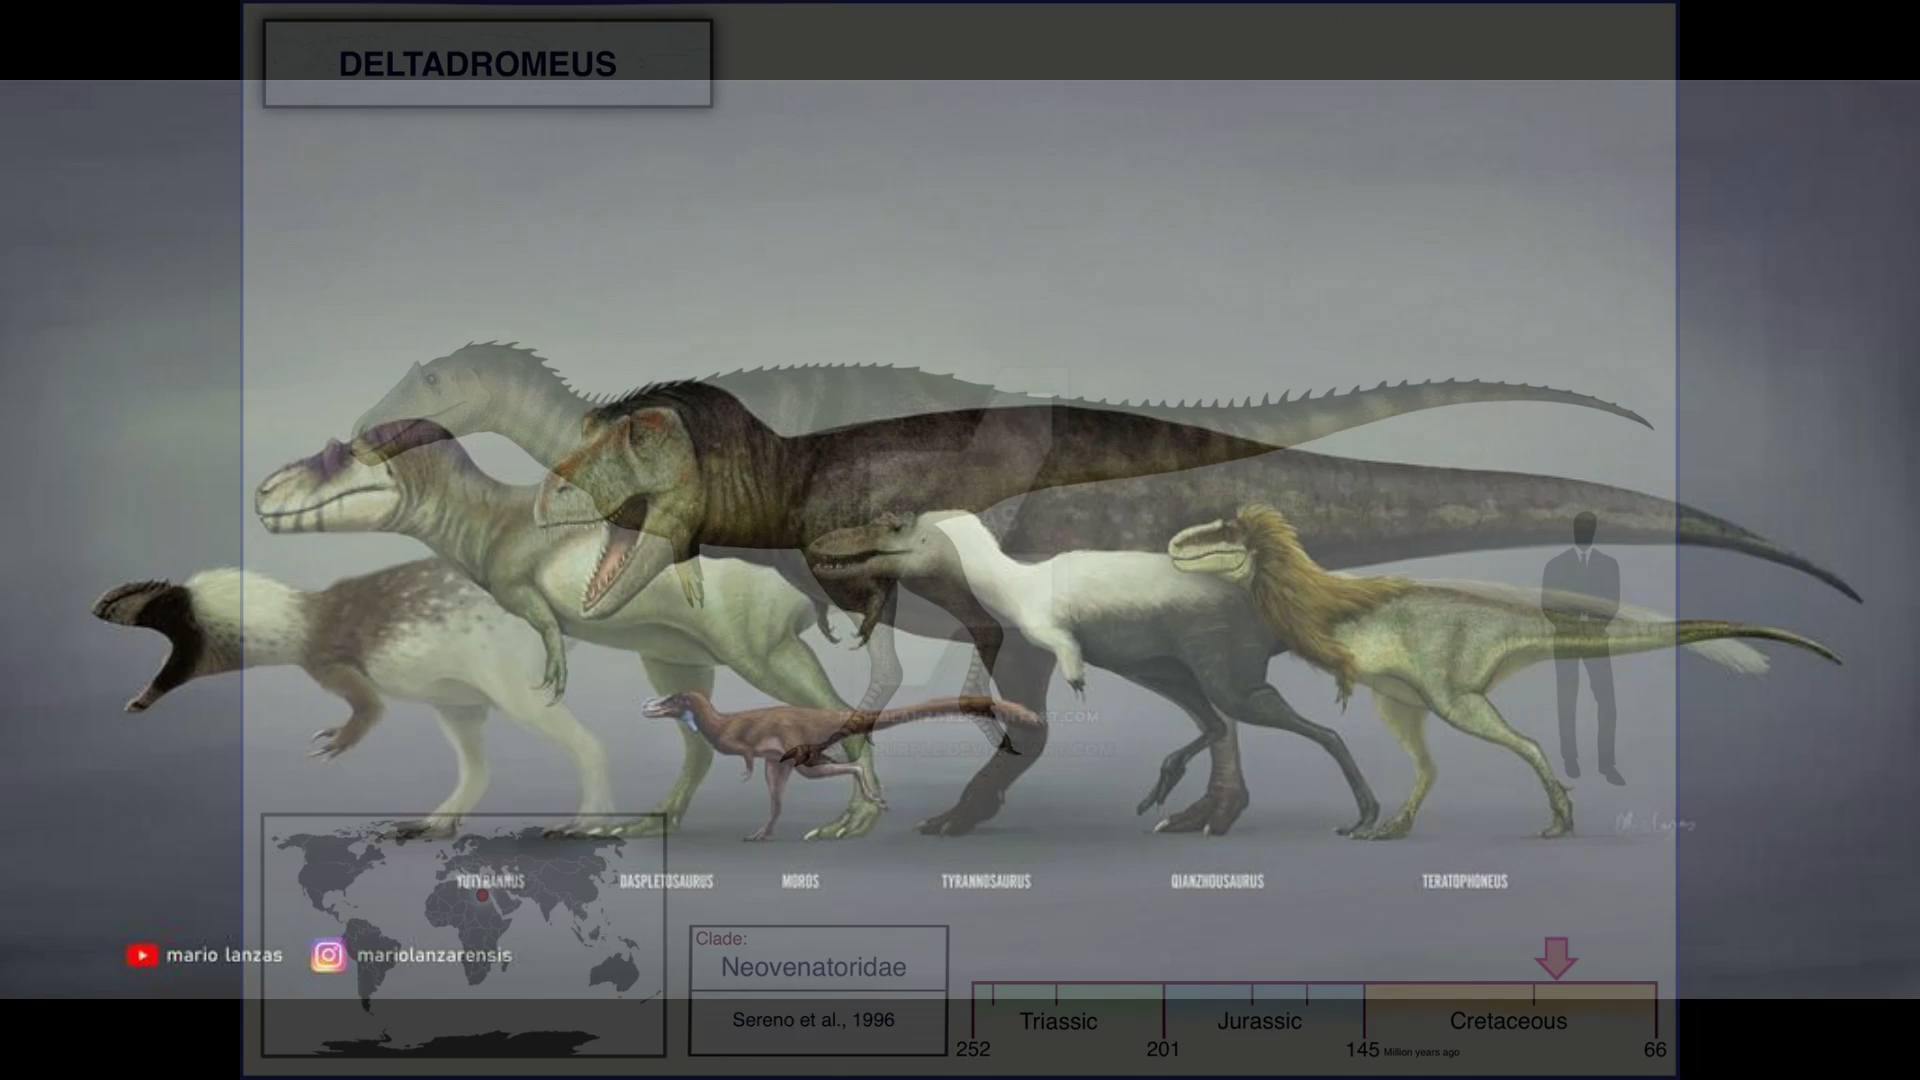 DELTADROMEUS
YUTYRANNUS
DASPLETOSAURUS
MOROS
TYRANNOSAURUS
QIANZHOUSAURUS
TERATOPHONEUS
mario lanzas
mariolanzarensis
Clade:
Neovenatoridae
Sereno et al., 1996
Triassic
Jurassic
Cretaceous
252
201
145 Million years ago
66